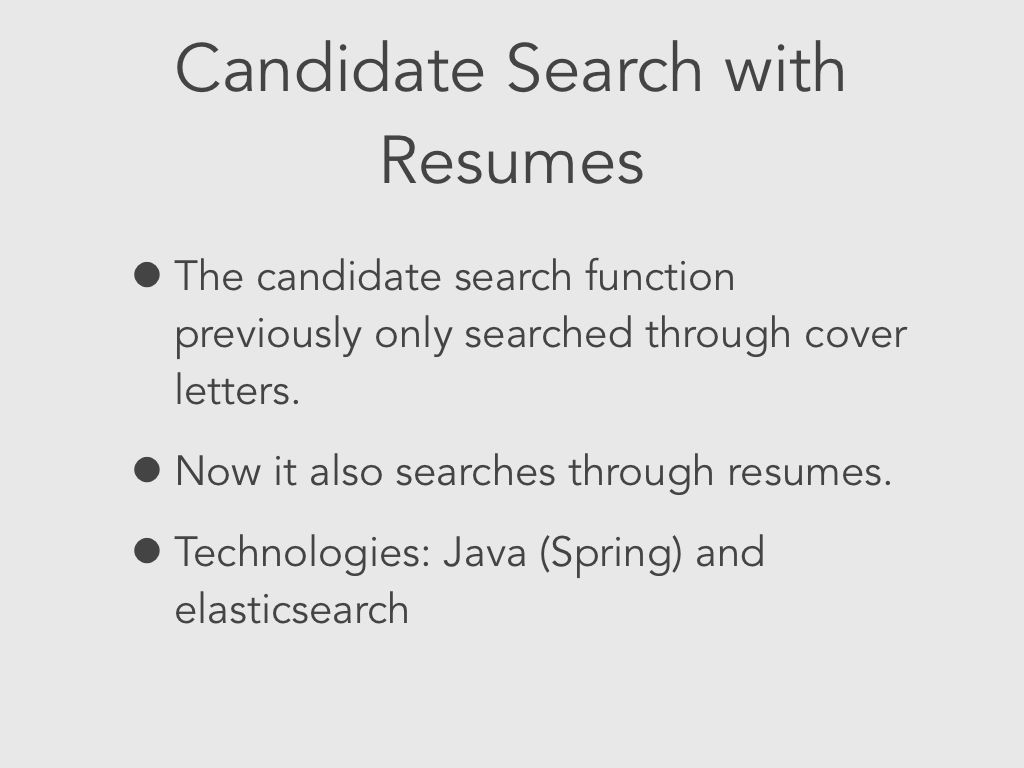 Candidate Search with
Resumes
● The candidate search function
previously only searched through cover
letters.
● Now it also searches through resumes.
● Technologies: Java (Spring) and
elasticsearch